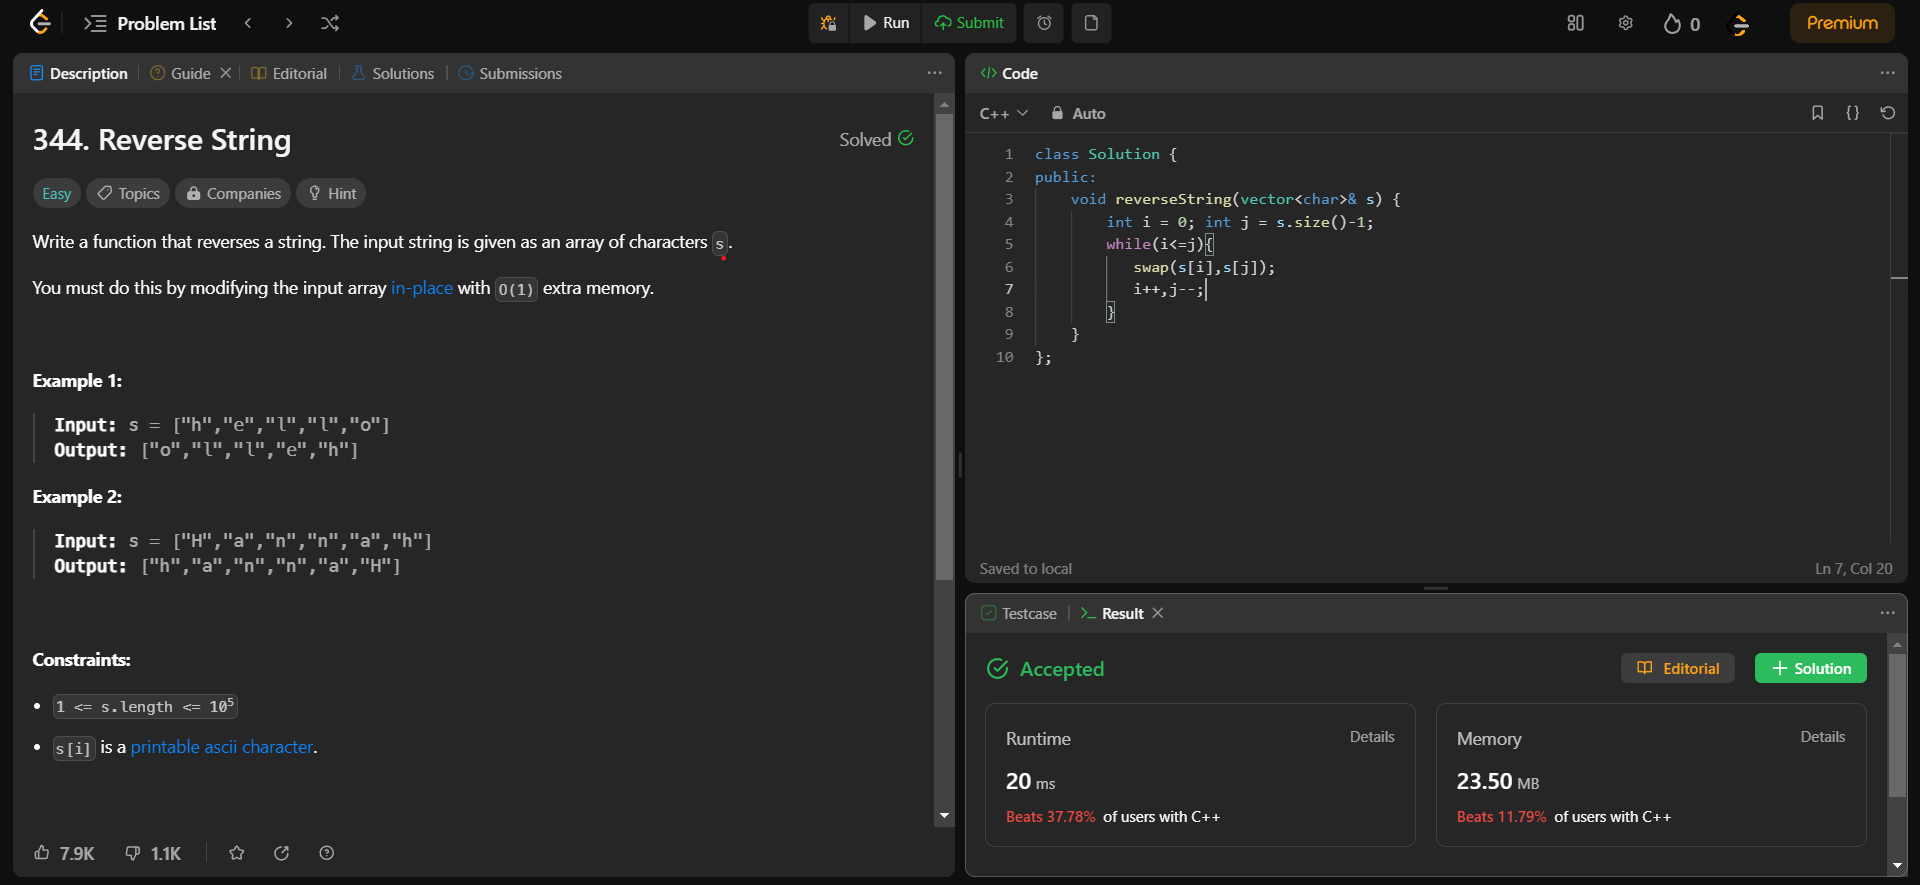 Problem List
Run
Submit
0
Premium
Description
Guide
Editorial
Solutions
Submissions
344. Reverse String
Solved
Easy
Topics
Companies
Hint
Write a function that reverses a string. The input string is given as an array of characters s.
You must do this by modifying the input array in-place with O(1) extra memory.
Example 1:
Input: s = ["h","e","l","l","o"]
Output: ["o","l","l","e","h"]
Example 2:
Input: s = ["H","a","n","n","a","h"]
Output: ["h","a","n","n","a","H"]
Constraints:
• 1 <= s.length <= 10⁵
• s[i] is a printable ascii character.
7.9K
1.1K
</> Code
C++
Auto
{}
1 class Solution {
2 public:
3     void reverseString(vector<char>& s) {
4         int i = 0; int j = s.size()-1;
5         while(i<=j){
6            swap(s[i],s[j]);
7            i++,j--;
8         }
9     }
10 };
Saved to local
Ln 7, Col 20
Testcase
>_ Result
Accepted
Editorial
+ Solution
Runtime
Details
20 ms
Beats 37.78% of users with C++
Memory
Details
23.50 MB
Beats 11.79% of users with C++